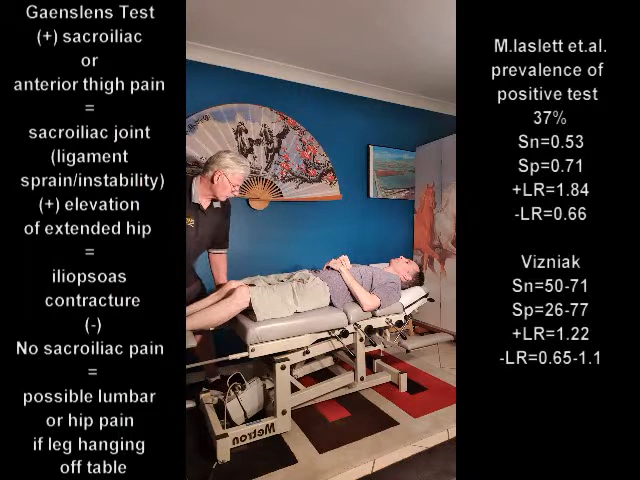 Gaenslens Test
(+) sacroiliac
or
anterior thigh pain
=
sacroiliac joint
(ligament
sprain/instability)
(+) elevation
of extended hip
=
iliopsoas
contracture
(-)
No sacroiliac pain
=
possible lumbar
or hip pain
if leg hanging
off table
M.laslett et.al.
prevalence of
positive test
37%
Sn=0.53
Sp=0.71
+LR=1.84
-LR=0.66
Vizniak
Sn=50-71
Sp=26-77
+LR=1.22
-LR=0.65-1.1
Metron